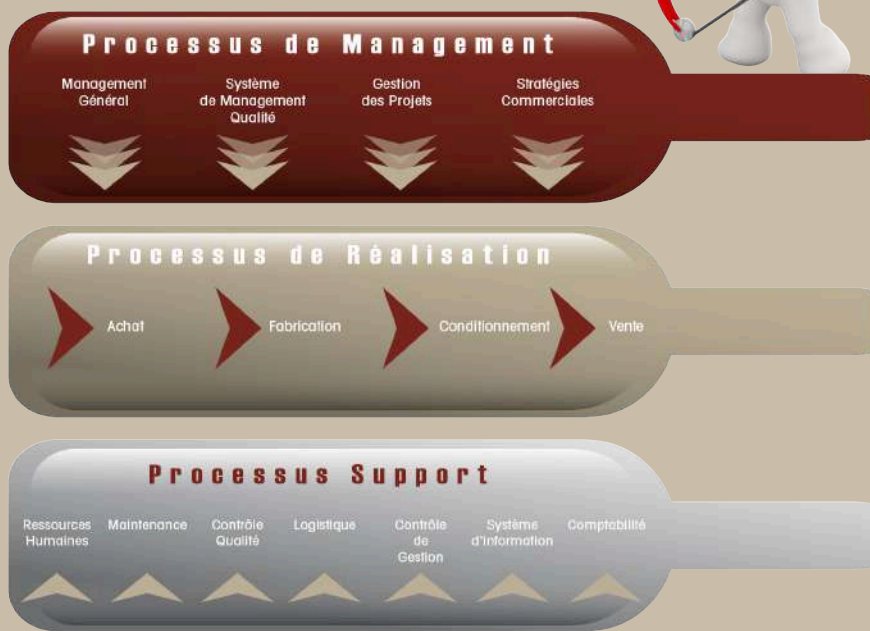 Processus de Management
Management
Général
Système
de Management
Qualité
Gestion
des Projets
Stratégies
Commerciales
Processus de Réalisation
Achat
Fabrication
Conditionnement
Vente
Processus Support
Ressources
Humaines
Maintenance
Contrôle
Qualité
Logistique
Contrôle
de
Gestion
Système
d'Information
Comptabilité